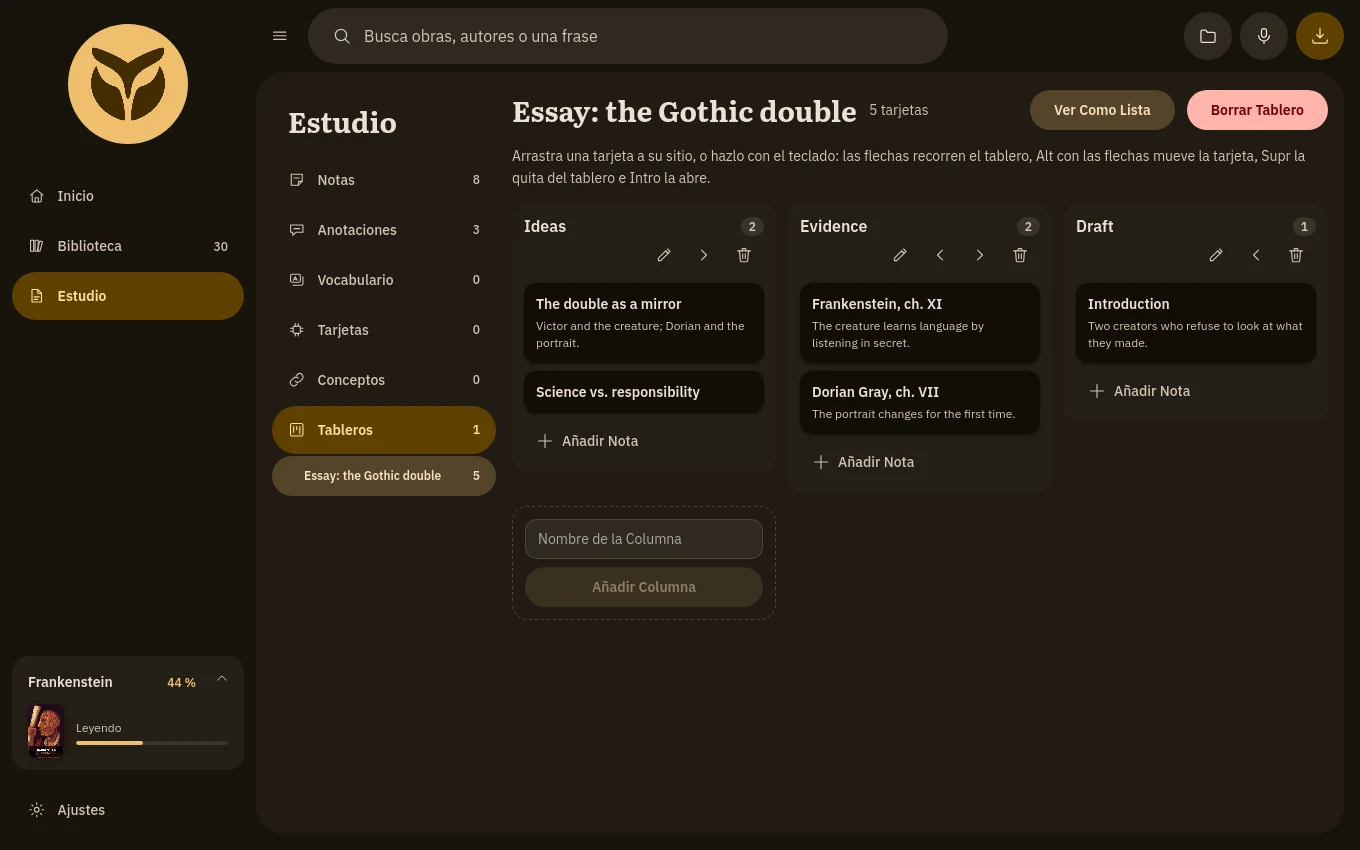 Busca obras, autores o una frase
Inicio
Biblioteca 30
Estudio
Frankenstein 44 %
Leyendo
Ajustes
Estudio
Notas 8
Anotaciones 3
Vocabulario 0
Tarjetas 0
Conceptos 0
Tableros 1
Essay: the Gothic double 5
Essay: the Gothic double 5 tarjetas
Ver Como Lista
Borrar Tablero
Arrastra una tarjeta a su sitio, o hazlo con el teclado: las flechas recorren el tablero, Alt con las flechas mueve la tarjeta, Supr la
quita del tablero e Intro la abre.
Ideas 2
The double as a mirror
Victor and the creature; Dorian and the
portrait.
Science vs. responsibility
Añadir Nota
Evidence 2
Frankenstein, ch. XI
The creature learns language by
listening in secret.
Dorian Gray, ch. VII
The portrait changes for the first time.
Añadir Nota
Draft 1
Introduction
Two creators who refuse to look at what
they made.
Añadir Nota
Nombre de la Columna
Añadir Columna